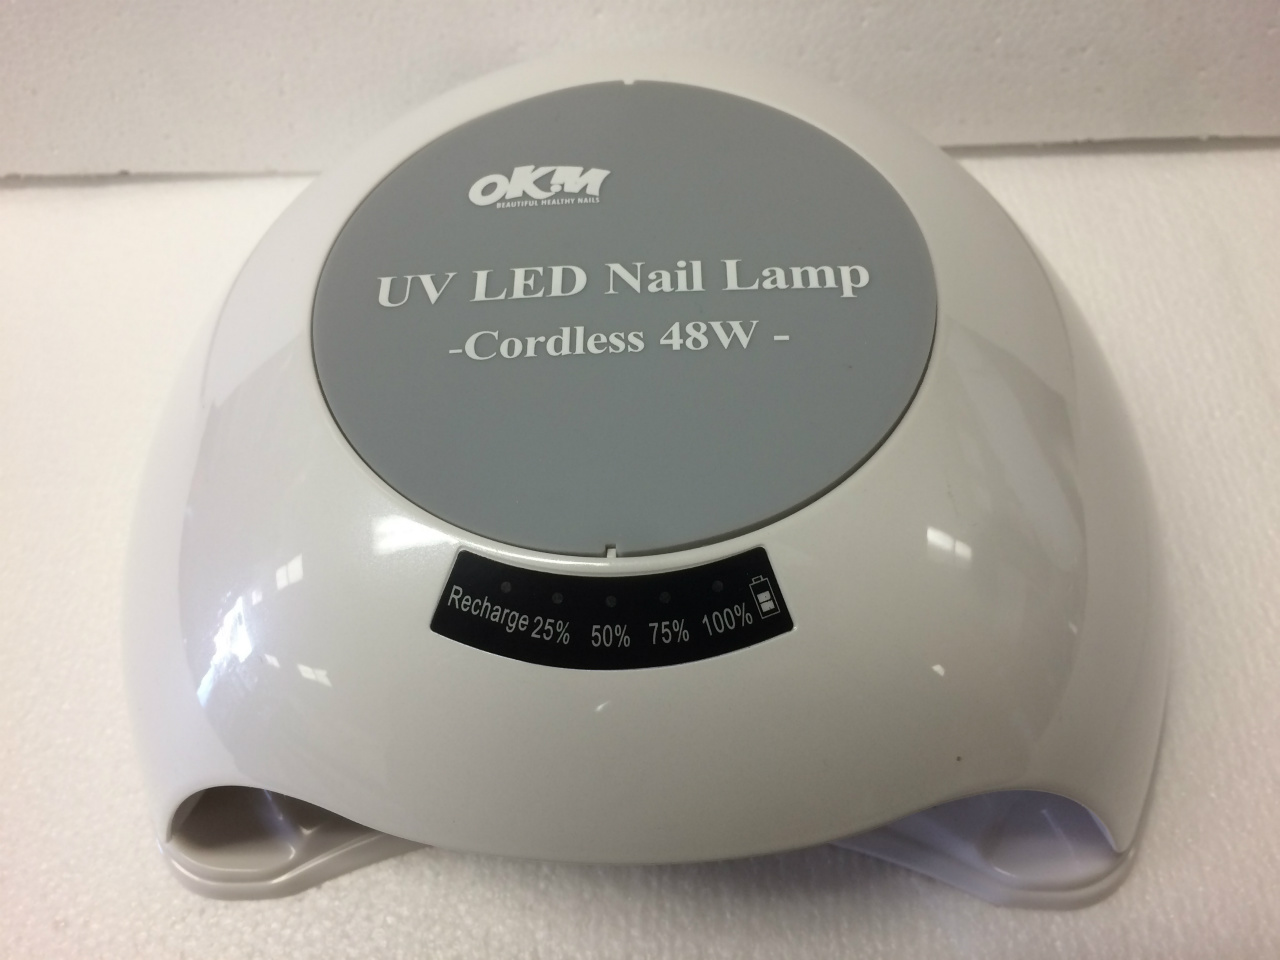 OKM
BEAUTIFUL HEALTHY NAILS
UV LED Nail Lamp
-Cordless 48W -
Recharge 25% 50% 75% 100%